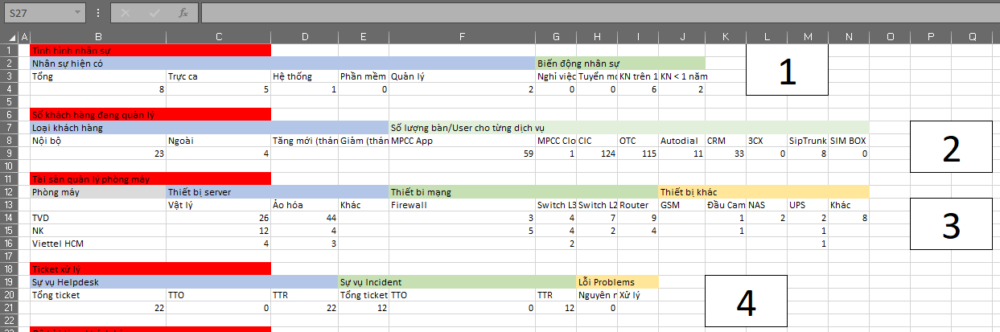 S27
fx
A B C D E F G H I J K L M N O P Q
1 Tình hình nhân sự
2 Nhân sự hiện có Biến động nhân sự
3 Tổng Trực ca Hệ thống Phần mềm Quản lý Nghỉ việc Tuyển mớ KN trên 1 KN < 1 năm
4 8 5 1 0 2 0 0 6 2
1
5
6 Số khách hàng đang quản lý
7 Loại khách hàng Số lượng bàn/User cho từng dịch vụ
8 Nội bộ Ngoài Tăng mới (thán Giảm (thán MPCC App MPCC Clo CIC OTC Autodial CRM 3CX SipTrunk SIM BOX
9 23 4 59 1 124 115 11 33 0 8 0
2
10
11 Tài sản quản lý phòng máy
12 Phòng máy Thiết bị server Thiết bi mạng Thiết bị khác
13 Vật lý Ảo hóa Khác Firewall Switch L3 Switch L2 Router GSM Đầu Cam NAS UPS Khác
14 TVD 26 44 3 4 7 9 1 2 2 8
15 NK 12 4 5 4 2 4 1 1
16 Viettel HCM 4 3 2 1
3
17
18 Ticket xử lý
19 Sự vụ Helpdesk Sự vụ Incident Lỗi Problems
20 Tổng ticket TTO TTR Tổng ticket TTO TTR Nguyên n Xử lý
21 22 0 22 12 0 12 0
4
22